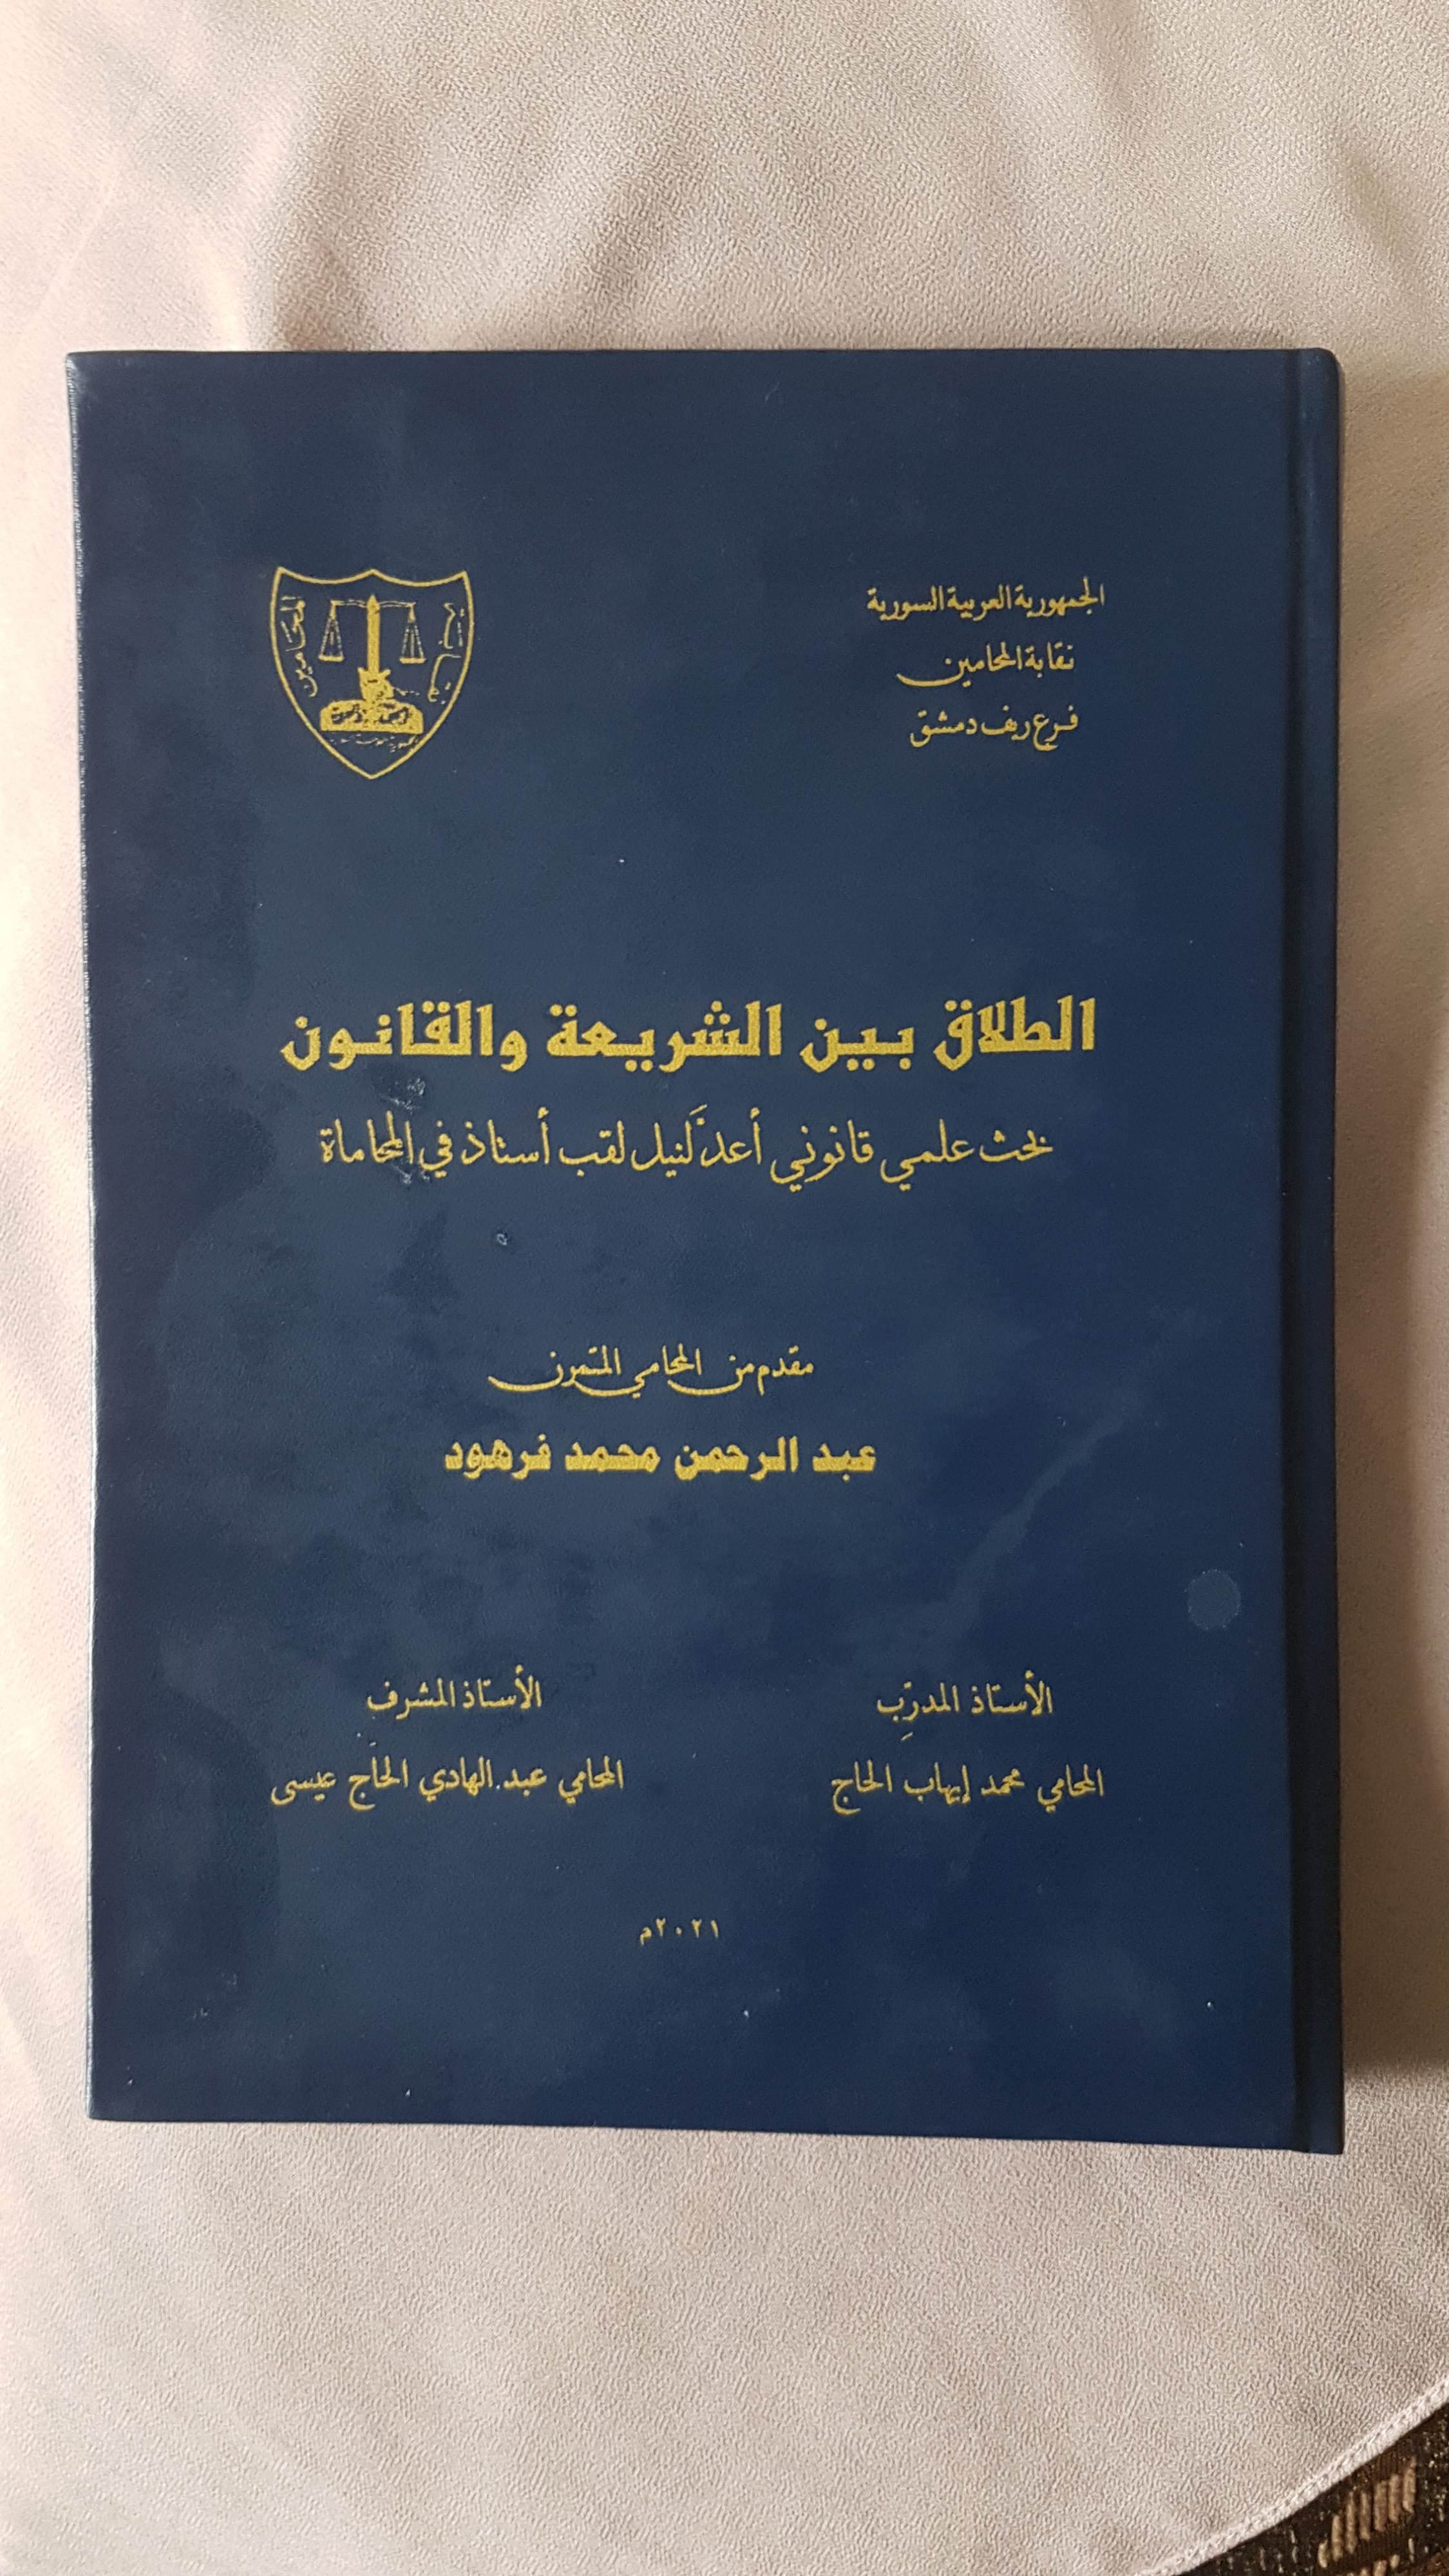 الجمهورية العربية السورية
نقابة المحامين
فرع ريف دمشق
نقابة المحامين
الطلاق بين الشريعة والقانون
بحث علمي قانوني أعدَّ لنيل لقب أستاذ في المحاماة
مقدم من المحامي المتمرن
عبد الرحمن محمد فرهود
الأستاذ المدرِّب
الأستاذ المشرف
المحامي محمد إيهاب الحاج
المحامي عبد الهادي الحاج عيسى
٢٠٢١م